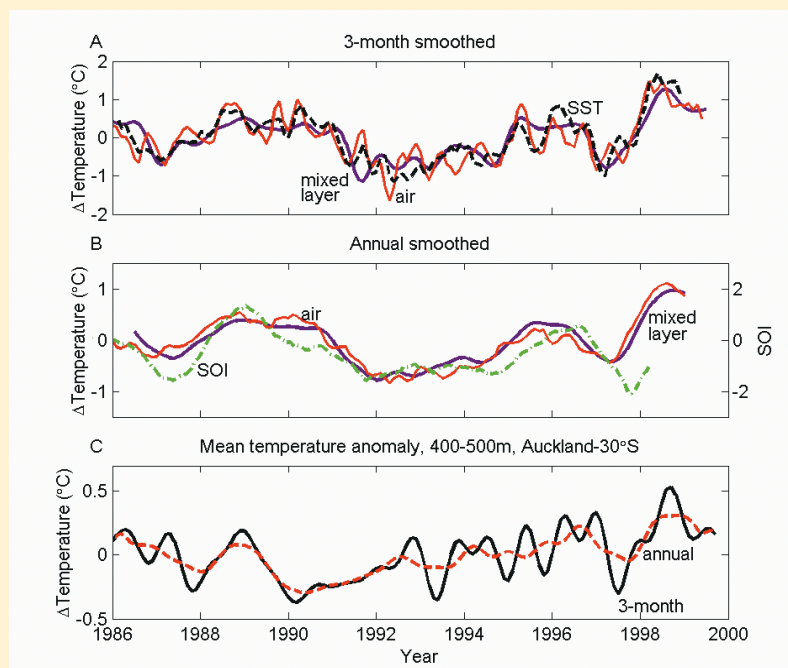 A
3-month smoothed
ΔTemperature (°C)
2
1
0
-1
-2
SST
mixed
layer
air
B
Annual smoothed
ΔTemperature (°C)
1
0
-1
air
SOI
mixed
layer
2
0
-2
SOI
C
Mean temperature anomaly, 400-500m, Auckland-30°S
ΔTemperature (°C)
0.5
0
-0.5
annual
3-month
1986 1988 1990 1992 1994 1996 1998 2000
Year